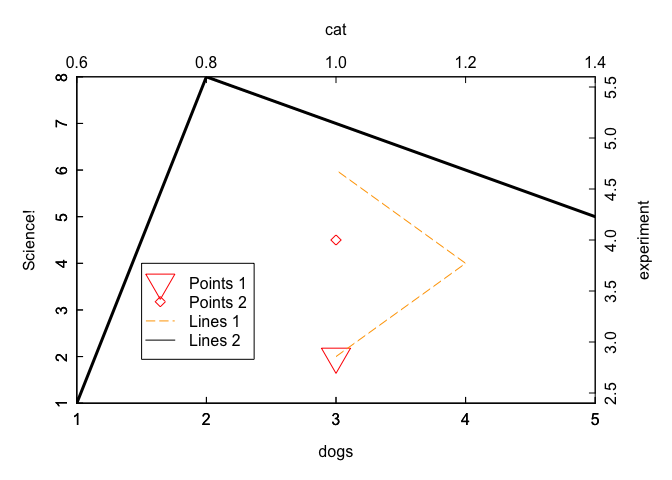 cat
0.6 0.8 1.0 1.2 1.4
8
7
6
5
4
3
2
1
Science!
5.5
5.0
4.5
4.0
3.5
3.0
2.5
experiment
Points 1
Points 2
Lines 1
Lines 2
1 2 3 4 5
dogs